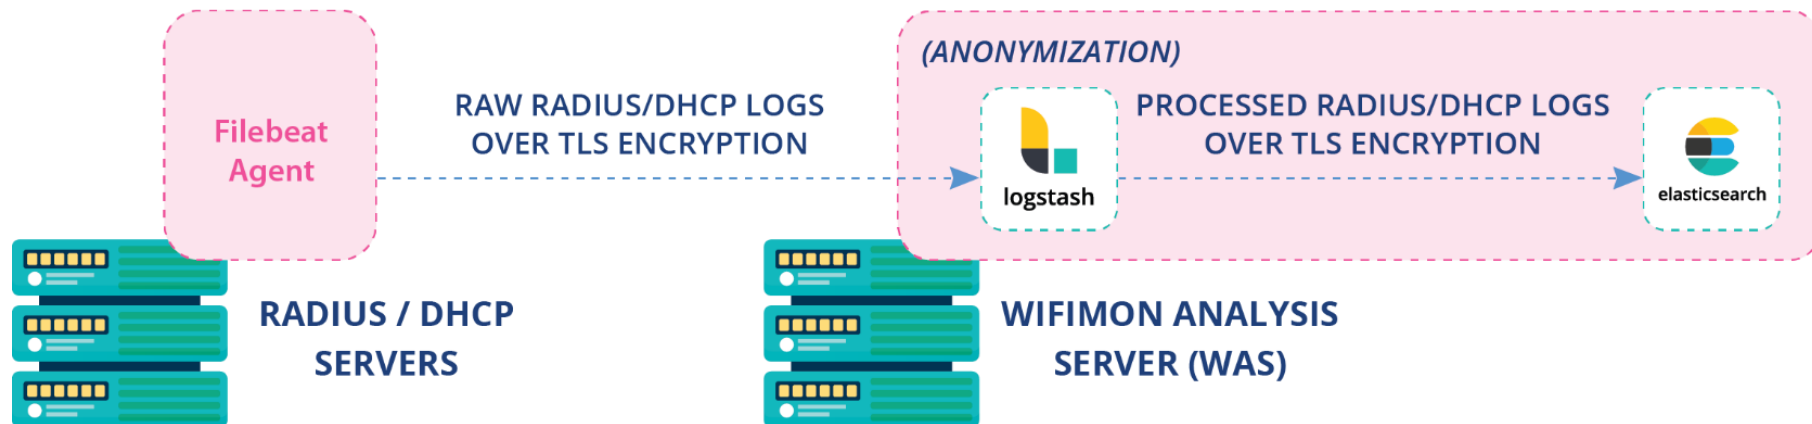 Filebeat
Agent
RAW RADIUS/DHCP LOGS
OVER TLS ENCRYPTION
(ANONYMIZATION)
logstash
PROCESSED RADIUS/DHCP LOGS
OVER TLS ENCRYPTION
elasticsearch
RADIUS / DHCP
SERVERS
WIFIMON ANALYSIS
SERVER (WAS)